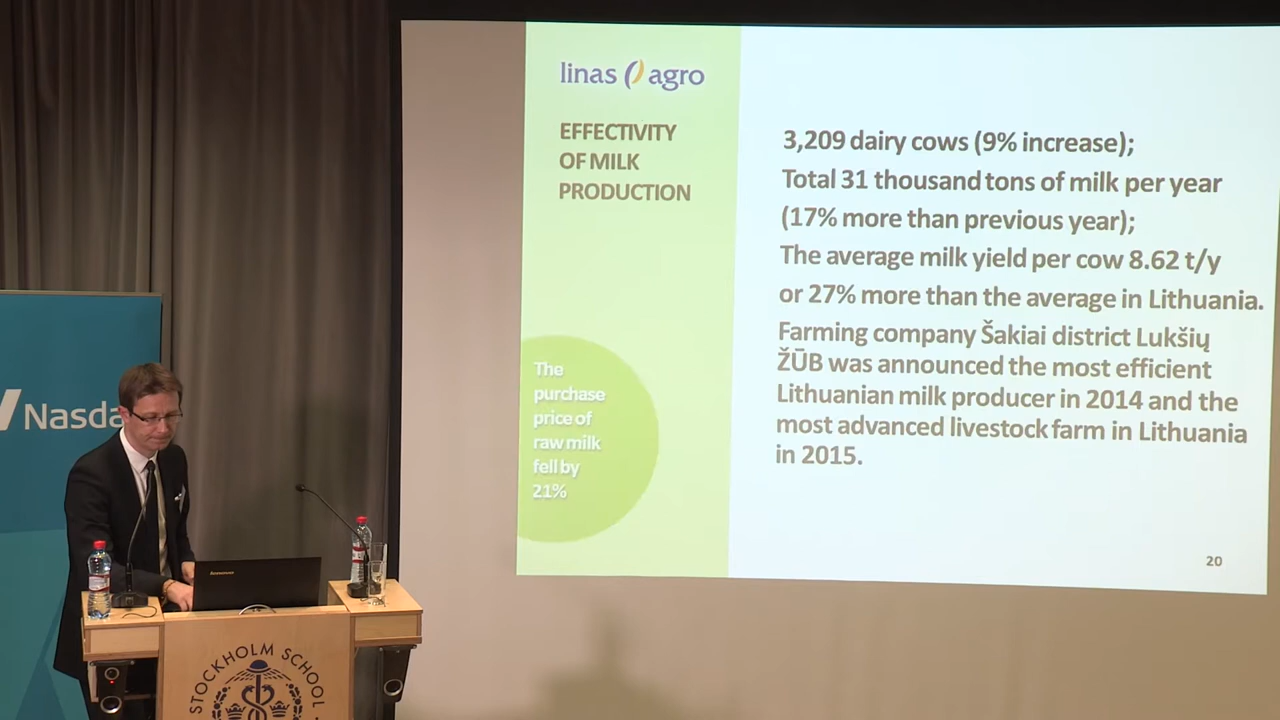 linas agro
EFFECTIVITY
OF MILK
PRODUCTION
The
purchase
price of
raw milk
fell by
21%
3,209 dairy cows (9% increase);
Total 31 thousand tons of milk per year
(17% more than previous year);
The average milk yield per cow 8.62 t/y
or 27% more than the average in Lithuania.
Farming company Šakiai district Lukšių
ŽŪB was announced the most efficient
Lithuanian milk producer in 2014 and the
most advanced livestock farm in Lithuania
in 2015.
20
Nasda
lenovo
STOCKHOLM SCHOOL